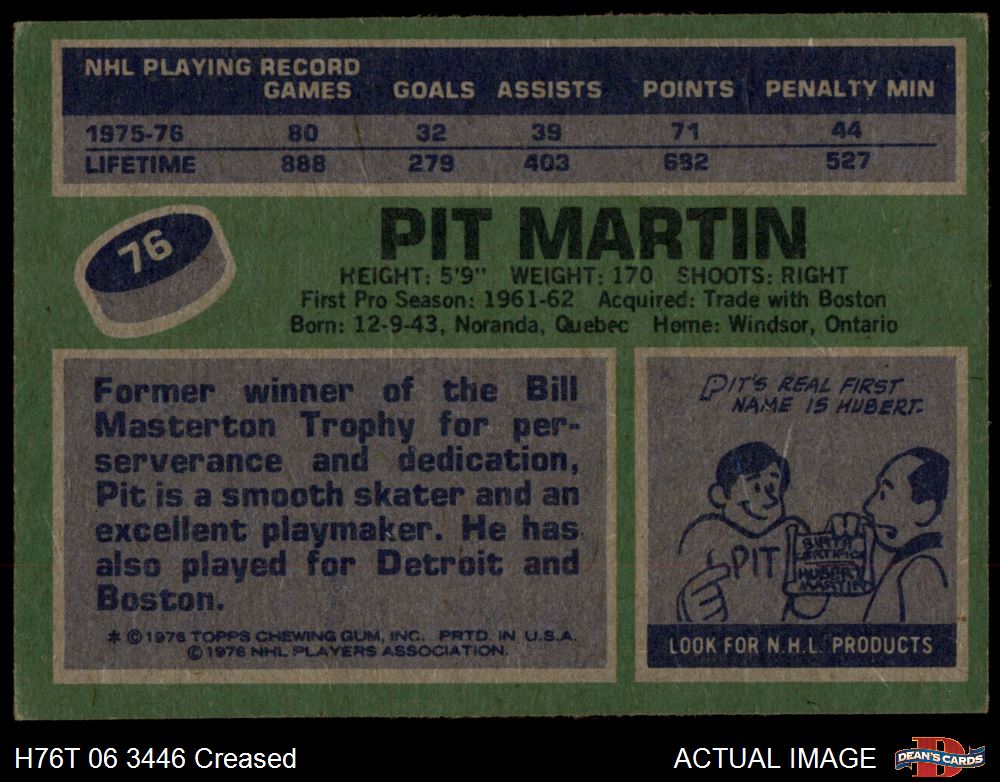 NHL PLAYING RECORD
GAMES GOALS ASSISTS POINTS PENALTY MIN
1975-76 80 32 39 71 44
LIFETIME 888 279 403 682 527
76
PIT MARTIN
HEIGHT: 5'9" WEIGHT: 170 SHOOTS: RIGHT
First Pro Season: 1961-62 Acquired: Trade with Boston
Born: 12-9-43, Noranda, Quebec Home: Windsor, Ontario
Former winner of the Bill
Masterton Trophy for per-
serverance and dedication,
Pit is a smooth skater and an
excellent playmaker. He has
also played for Detroit and
Boston.
* ©1976 TOPPS CHEWING GUM, INC. PRTD. IN U.S.A.
©1976 NHL PLAYERS ASSOCIATION.
PIT'S REAL FIRST
NAME IS HUBERT.
PIT
BIRTH
CERTIFICATE
HUBERT
MARTIN
LOOK FOR N.H.L. PRODUCTS
H76T 06 3446 Creased
ACTUAL IMAGE
D
DEAN'S CARDS